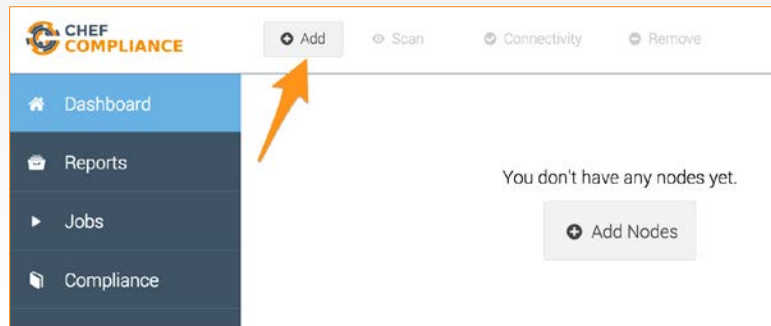 CHEF
COMPLIANCE
Add
Scan
Connectivity
Remove
Dashboard
Reports
Jobs
Compliance
You don't have any nodes yet.
Add Nodes